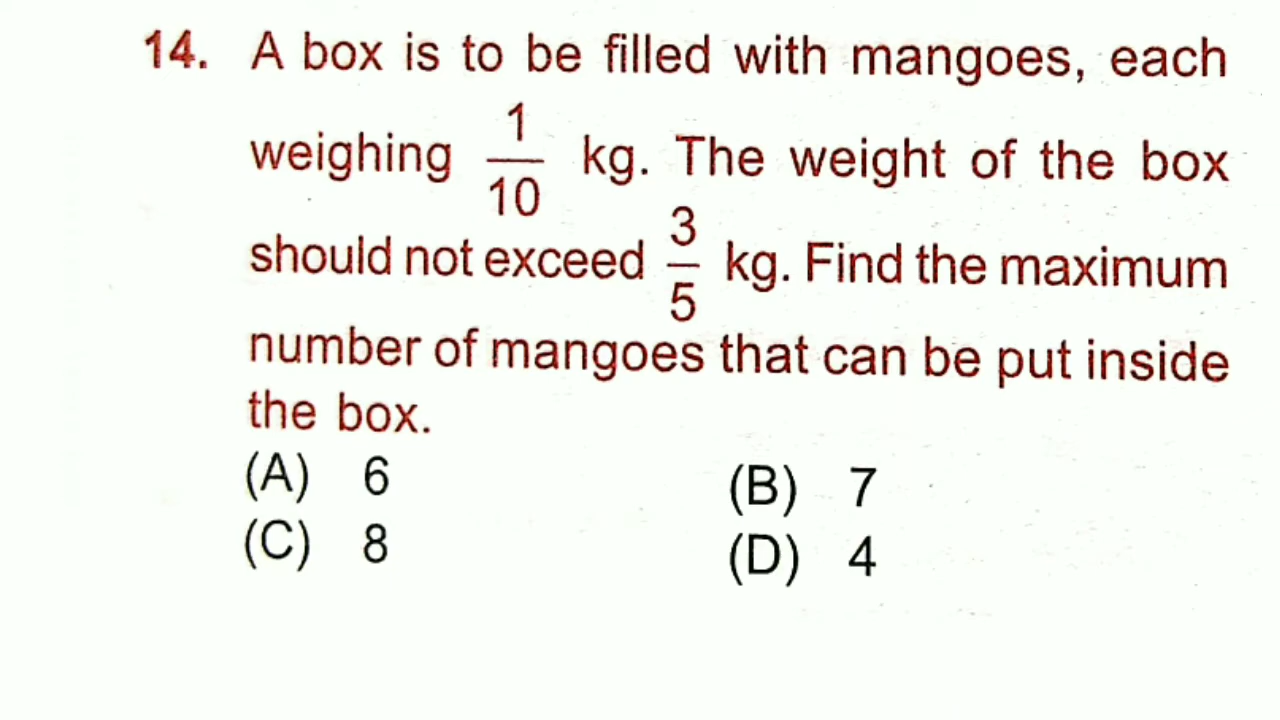 14. A box is to be filled with mangoes, each
weighing 1/10 kg. The weight of the box
should not exceed 3/5 kg. Find the maximum
number of mangoes that can be put inside
the box.
(A) 6 (B) 7
(C) 8 (D) 4